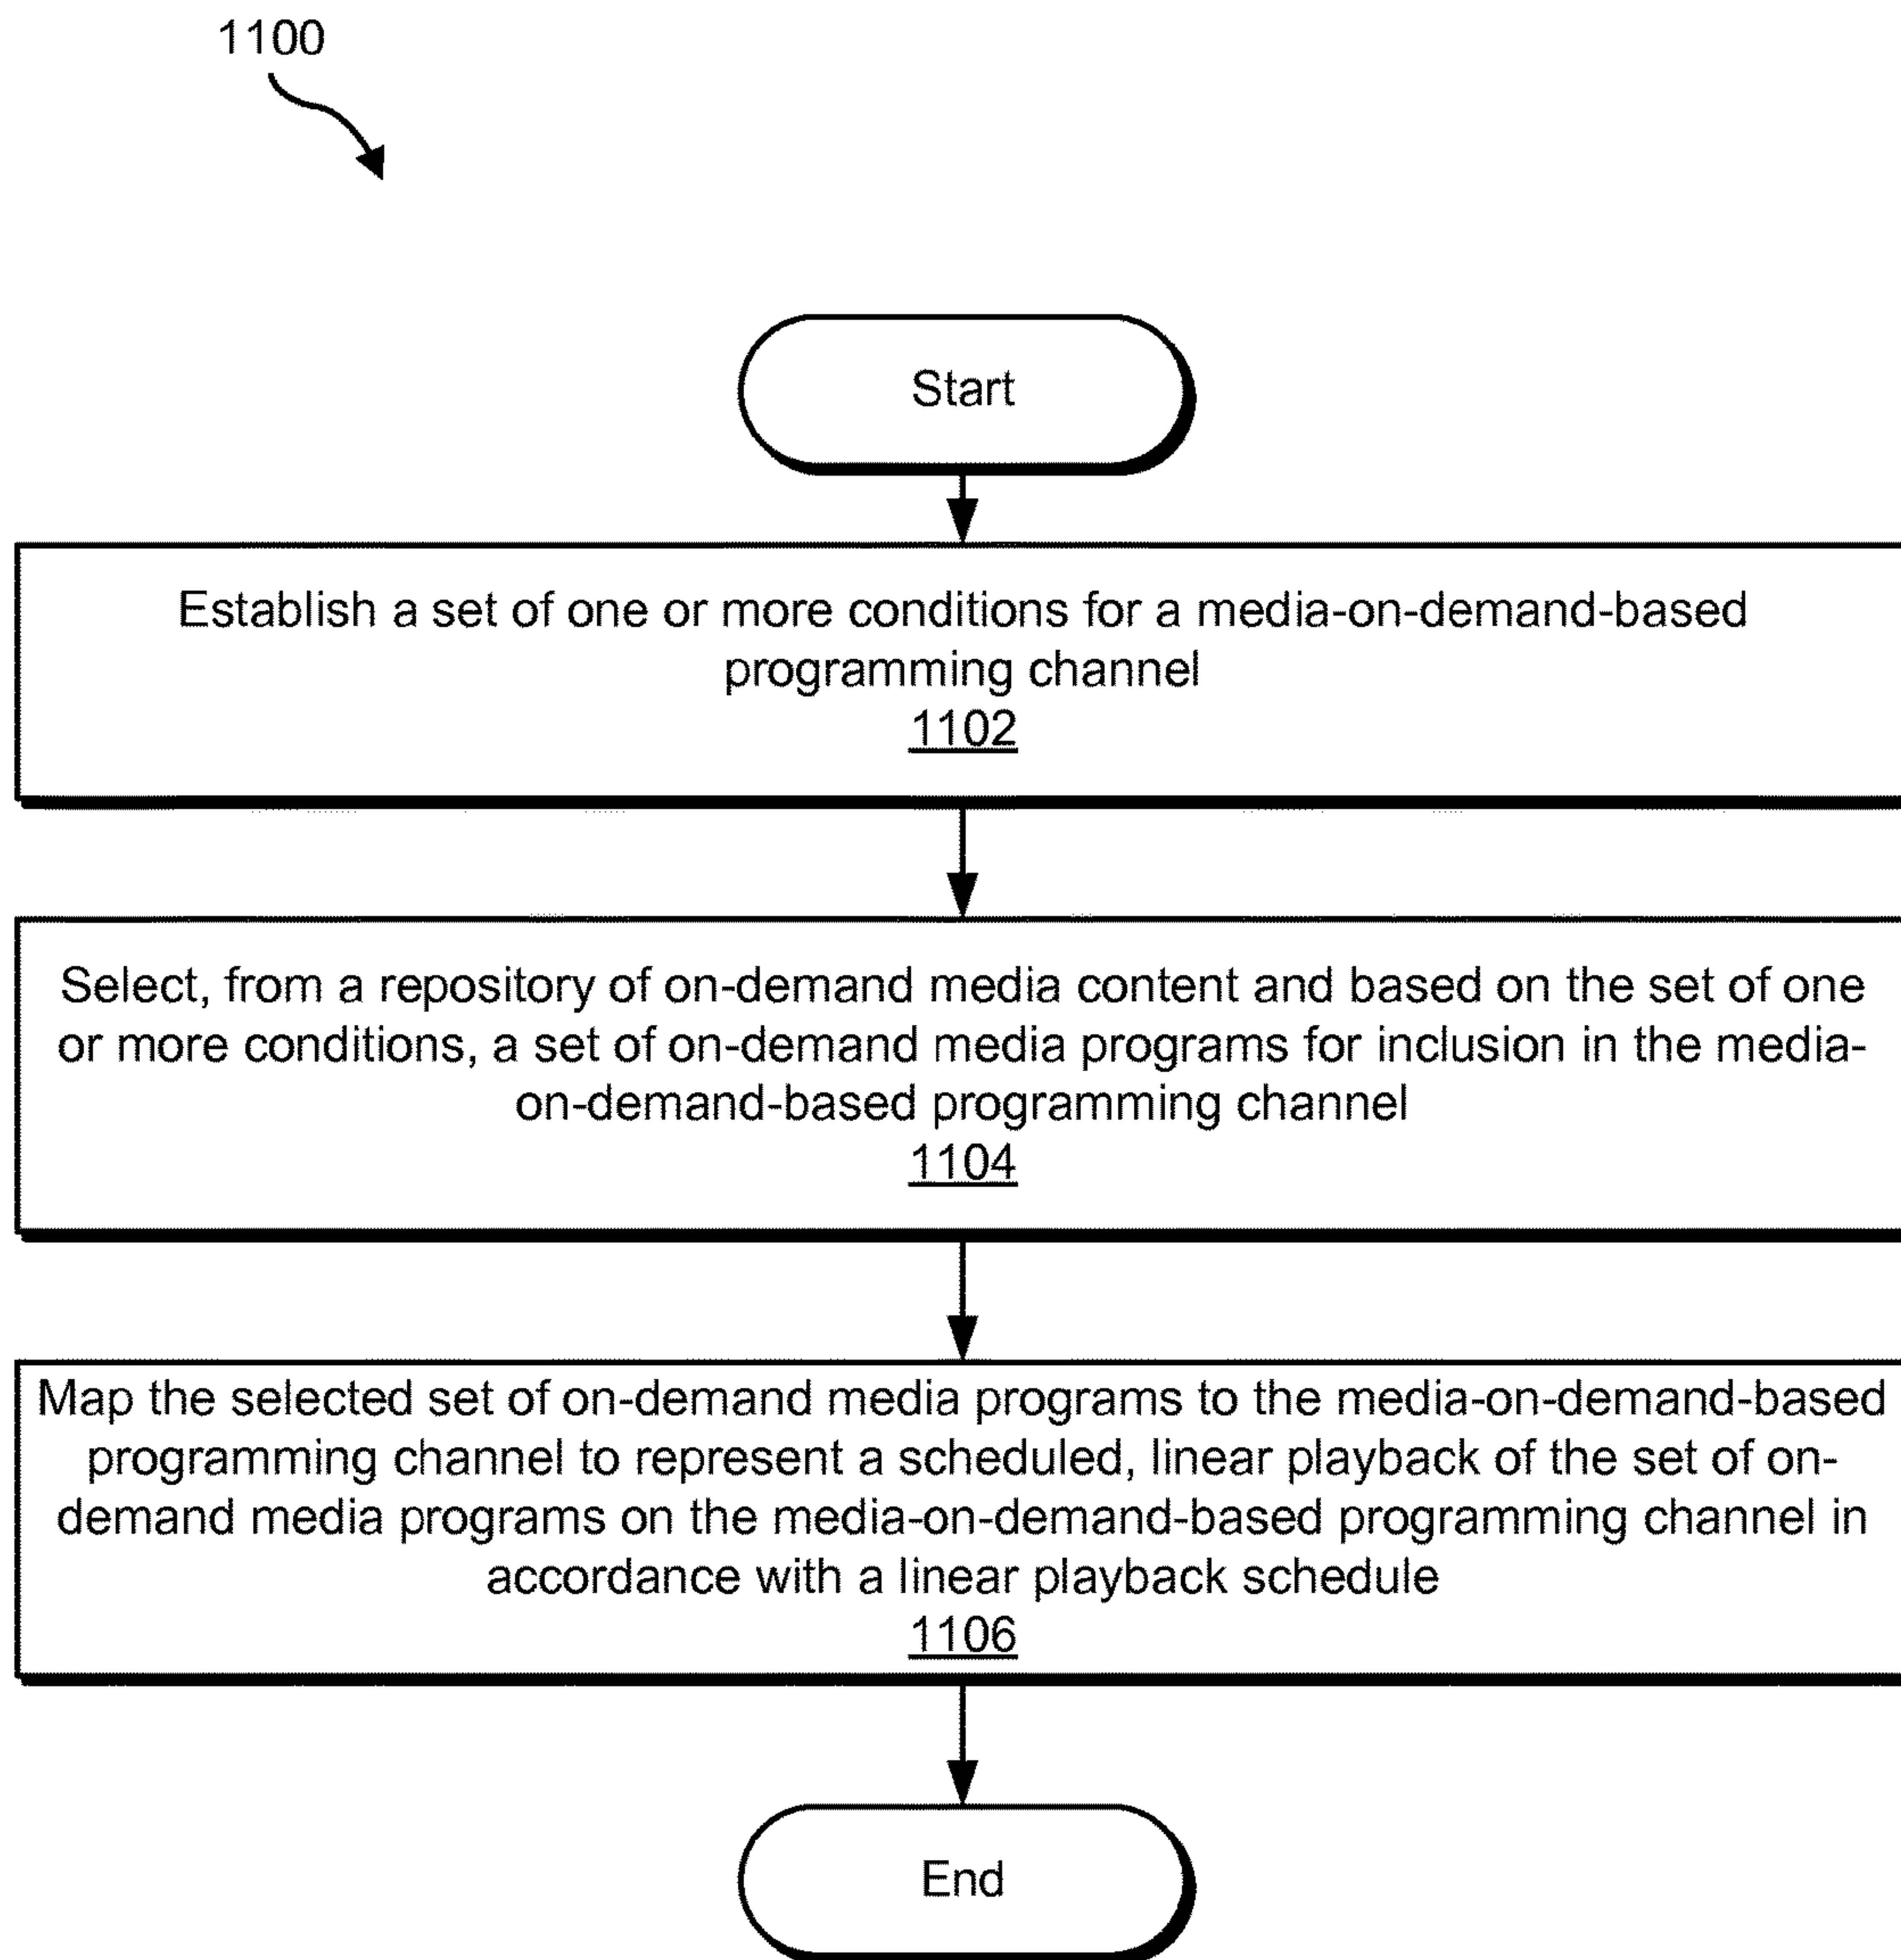 1100
Start
Establish a set of one or more conditions for a media-on-demand-based
programming channel
1102
Select, from a repository of on-demand media content and based on the set of one
or more conditions, a set of on-demand media programs for inclusion in the media-
on-demand-based programming channel
1104
Map the selected set of on-demand media programs to the media-on-demand-based
programming channel to represent a scheduled, linear playback of the set of on-
demand media programs on the media-on-demand-based programming channel in
accordance with a linear playback schedule
1106
End